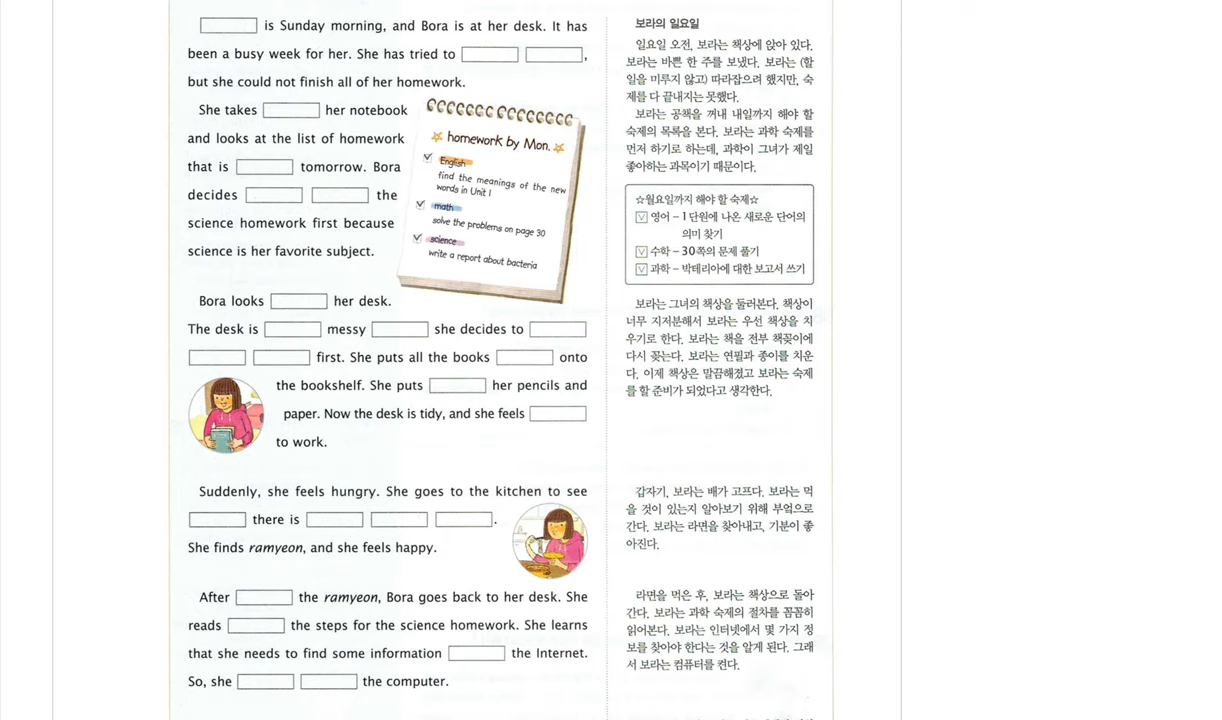 is Sunday morning, and Bora is at her desk. It has
been a busy week for her. She has tried to ,
but she could not finish all of her homework.
She takes her notebook
and looks at the list of homework
that is tomorrow. Bora
decides the
science homework first because
science is her favorite subject.
homework by Mon.
English
find the meanings of the new
words in Unit 1
math
solve the problems on page 30
science
write a report about bacteria
Bora looks her desk.
The desk is messy she decides to
first. She puts all the books onto
the bookshelf. She puts her pencils and
paper. Now the desk is tidy, and she feels
to work.
Suddenly, she feels hungry. She goes to the kitchen to see
there is .
She finds ramyeon, and she feels happy.
After the ramyeon, Bora goes back to her desk. She
reads the steps for the science homework. She learns
that she needs to find some information the Internet.
So, she the computer.
보라의 일요일
일요일 오전, 보라는 책상에 앉아 있다.
보라는 바쁜 한 주를 보냈다. 보라는 (할
일을 미루지 않고) 따라잡으려 했지만, 숙
제를 다 끝내지는 못했다.
보라는 공책을 꺼내 내일까지 해야 할
숙제의 목록을 본다. 보라는 과학 숙제를
먼저 하기로 하는데, 과학이 그녀가 제일
좋아하는 과목이기 때문이다.
☆월요일까지 해야 할 숙제☆
영어 – 1단원에 나온 새로운 단어의
의미 찾기
수학 – 30쪽의 문제 풀기
과학 – 박테리아에 대한 보고서 쓰기
보라는 그녀의 책상을 둘러본다. 책상이
너무 지저분해서 보라는 우선 책상을 치
우기로 한다. 보라는 책을 전부 책꽂이에
다시 꽂는다. 보라는 연필과 종이를 치운
다. 이제 책상은 말끔해졌고 보라는 숙제
를 할 준비가 되었다고 생각한다.
갑자기, 보라는 배가 고프다. 보라는 먹
을 것이 있는지 알아보기 위해 부엌으로
간다. 보라는 라면을 찾아내고, 기분이 좋
아진다.
라면을 먹은 후, 보라는 책상으로 돌아
간다. 보라는 과학 숙제의 절차를 꼼꼼히
읽어본다. 보라는 인터넷에서 몇 가지 정
보를 찾아야 한다는 것을 알게 된다. 그래
서 보라는 컴퓨터를 켠다.